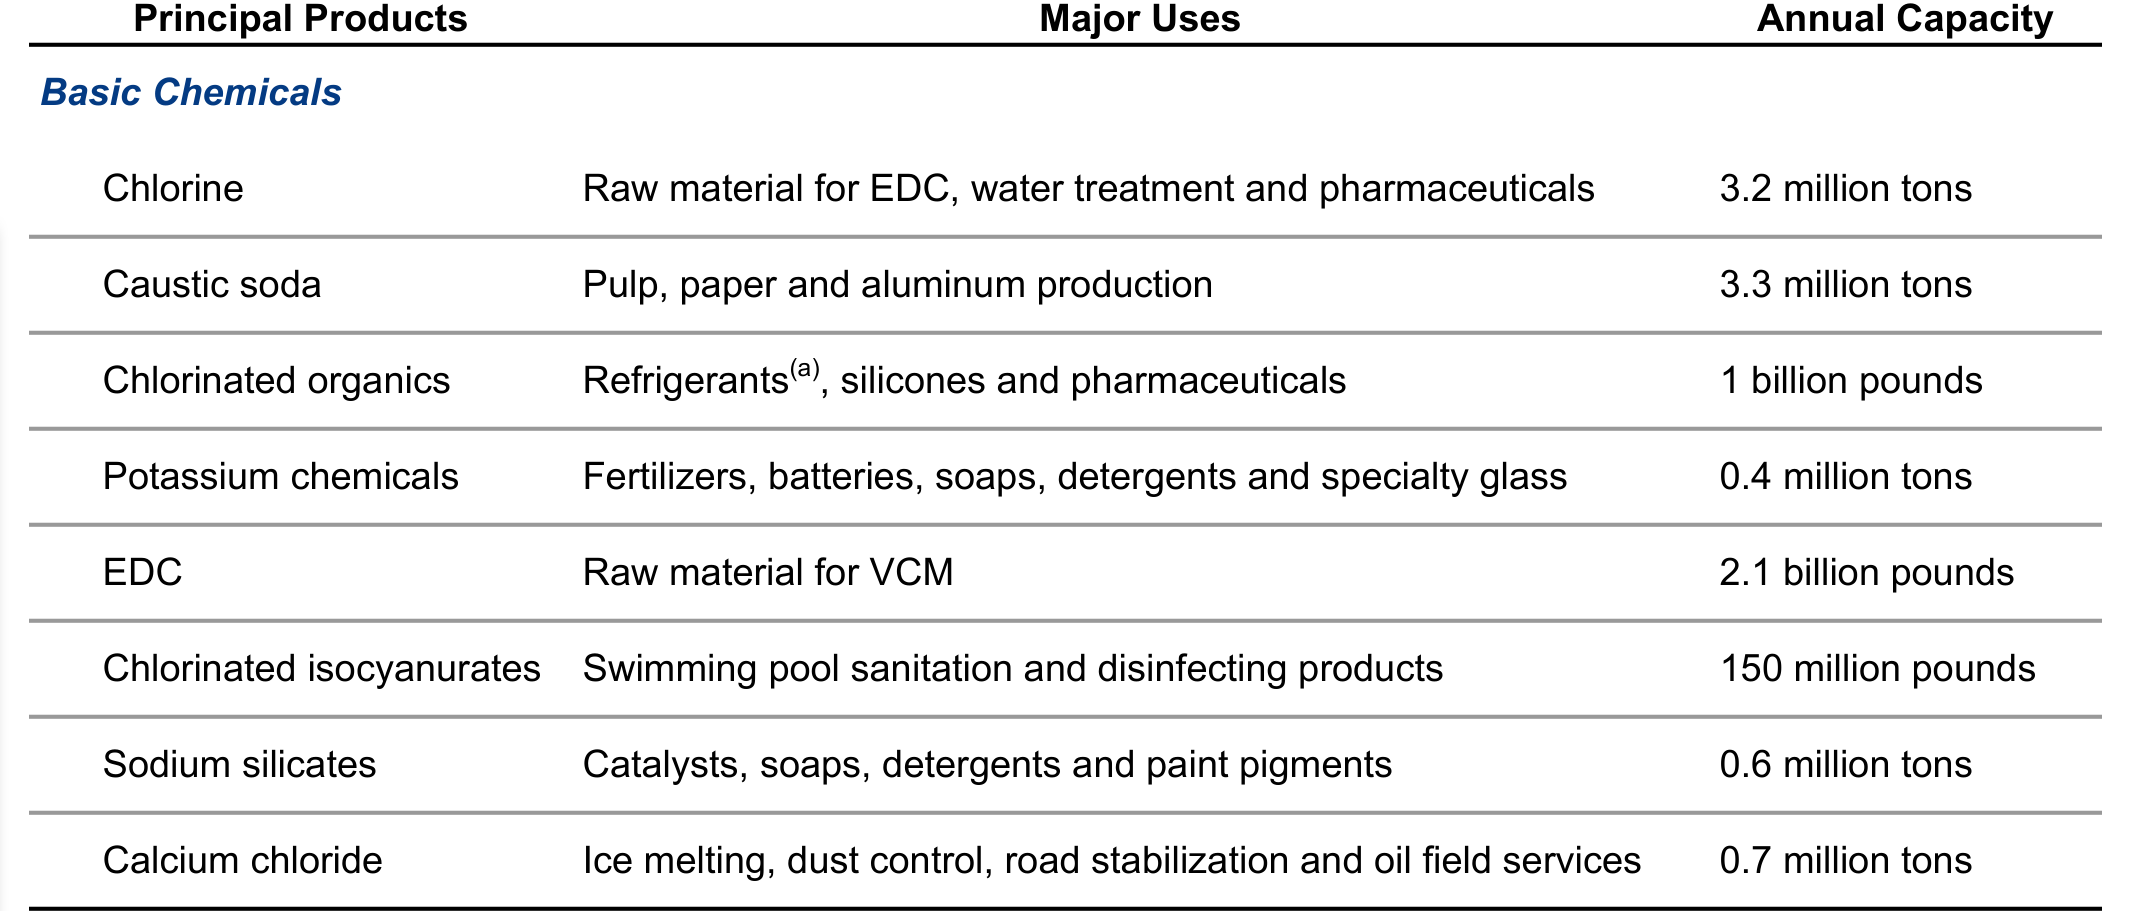 Principal Products Major Uses Annual Capacity
Basic Chemicals
Chlorine Raw material for EDC, water treatment and pharmaceuticals 3.2 million tons
Caustic soda Pulp, paper and aluminum production 3.3 million tons
Chlorinated organics Refrigerants(a), silicones and pharmaceuticals 1 billion pounds
Potassium chemicals Fertilizers, batteries, soaps, detergents and specialty glass 0.4 million tons
EDC Raw material for VCM 2.1 billion pounds
Chlorinated isocyanurates Swimming pool sanitation and disinfecting products 150 million pounds
Sodium silicates Catalysts, soaps, detergents and paint pigments 0.6 million tons
Calcium chloride Ice melting, dust control, road stabilization and oil field services 0.7 million tons